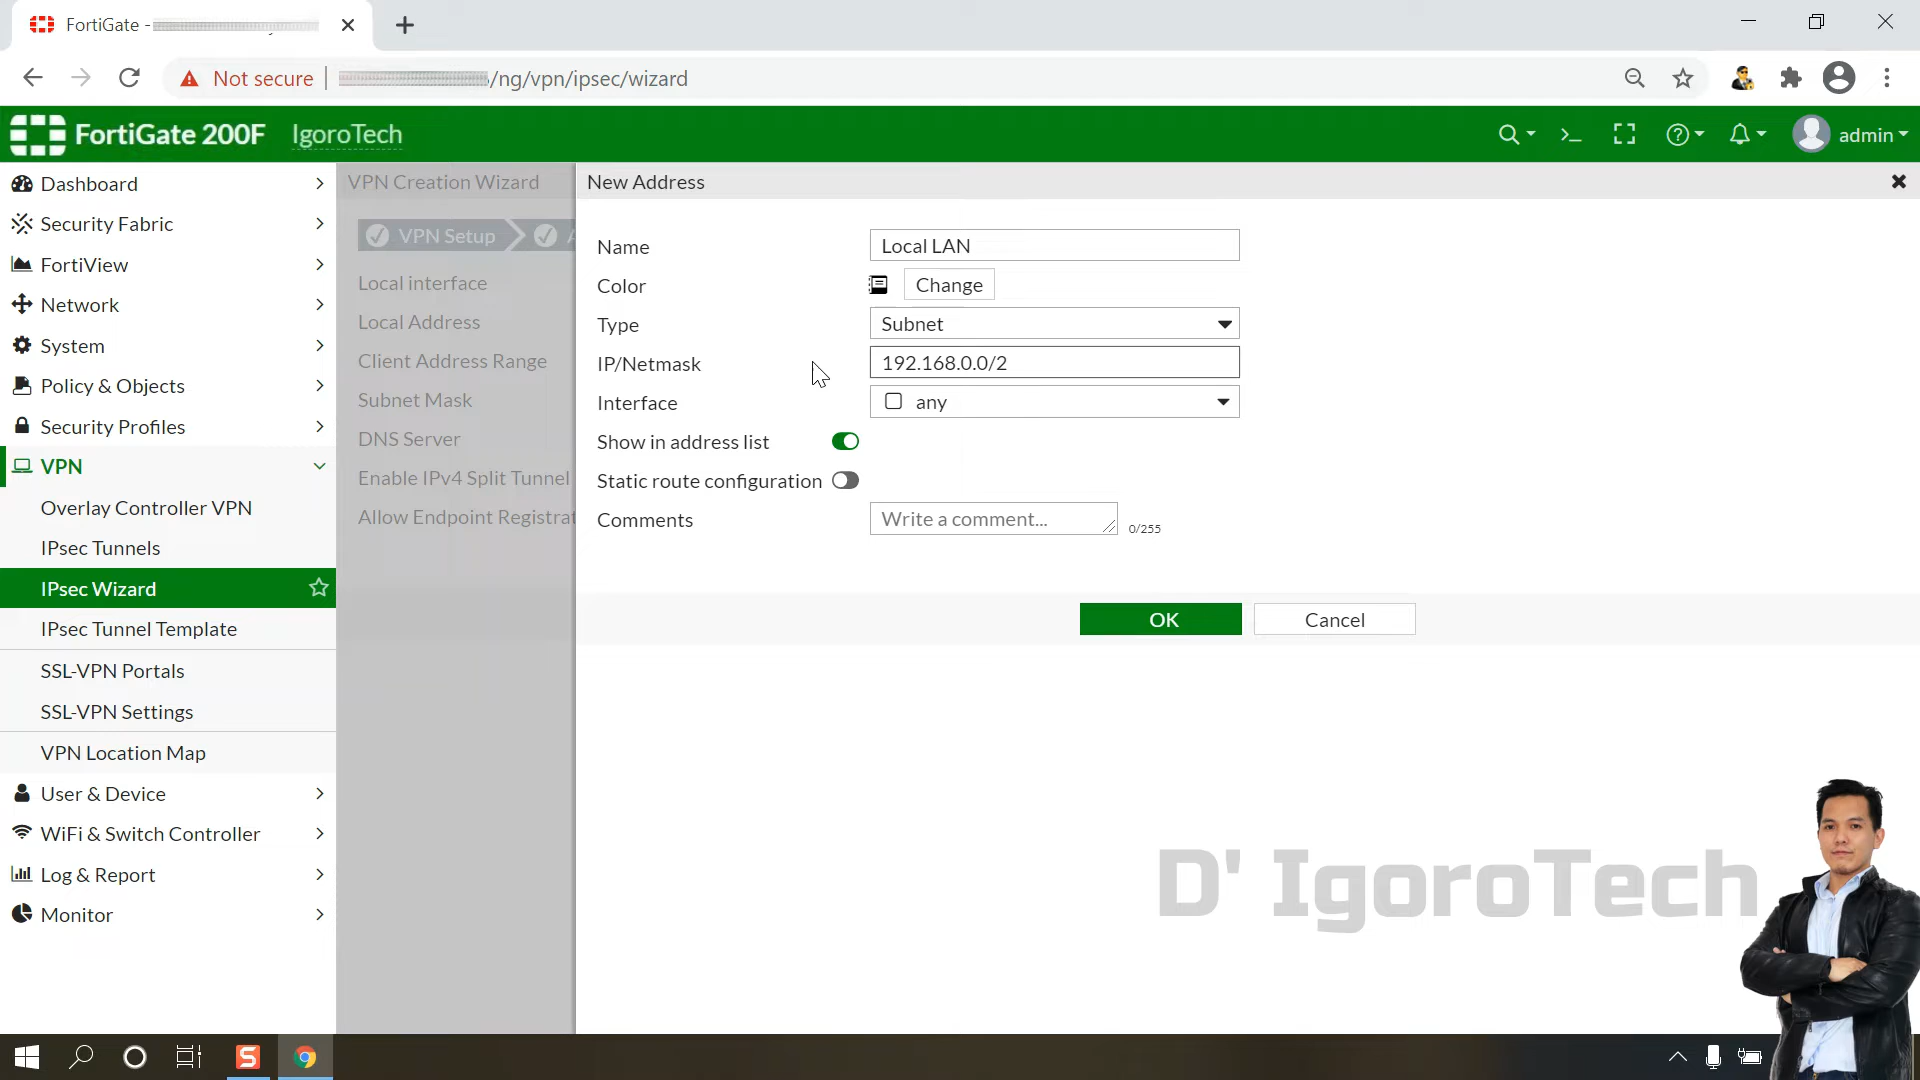 FortiGate -
Not secure
/ng/vpn/ipsec/wizard
FortiGate 200F
IgoroTech
admin
Dashboard
Security Fabric
FortiView
Network
System
Policy & Objects
Security Profiles
VPN
Overlay Controller VPN
IPsec Tunnels
IPsec Wizard
IPsec Tunnel Template
SSL-VPN Portals
SSL-VPN Settings
VPN Location Map
User & Device
WiFi & Switch Controller
Log & Report
Monitor
VPN Creation Wizard
VPN Setup
Local interface
Local Address
Client Address Range
Subnet Mask
DNS Server
Enable IPv4 Split Tunnel
Allow Endpoint Registrat
New Address
Name Local LAN
Color Change
Type Subnet
IP/Netmask 192.168.0.0/2
Interface any
Show in address list
Static route configuration
Comments Write a comment... 0/255
OK Cancel
D' IgoroTech